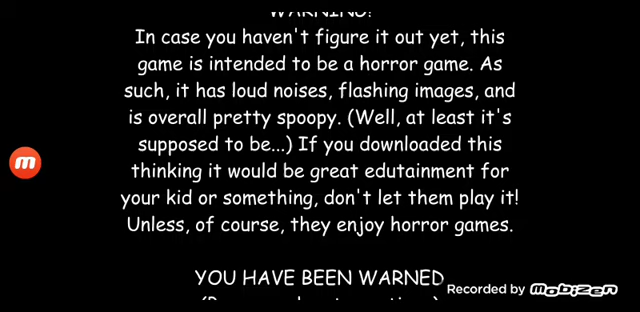 WARNING!
In case you haven't figure it out yet, this
game is intended to be a horror game. As
such, it has loud noises, flashing images, and
is overall pretty spoopy. (Well, at least it's
supposed to be...) If you downloaded this
thinking it would be great edutainment for
your kid or something, don't let them play it!
Unless, of course, they enjoy horror games.
YOU HAVE BEEN WARNED
Recorded by Mobizen